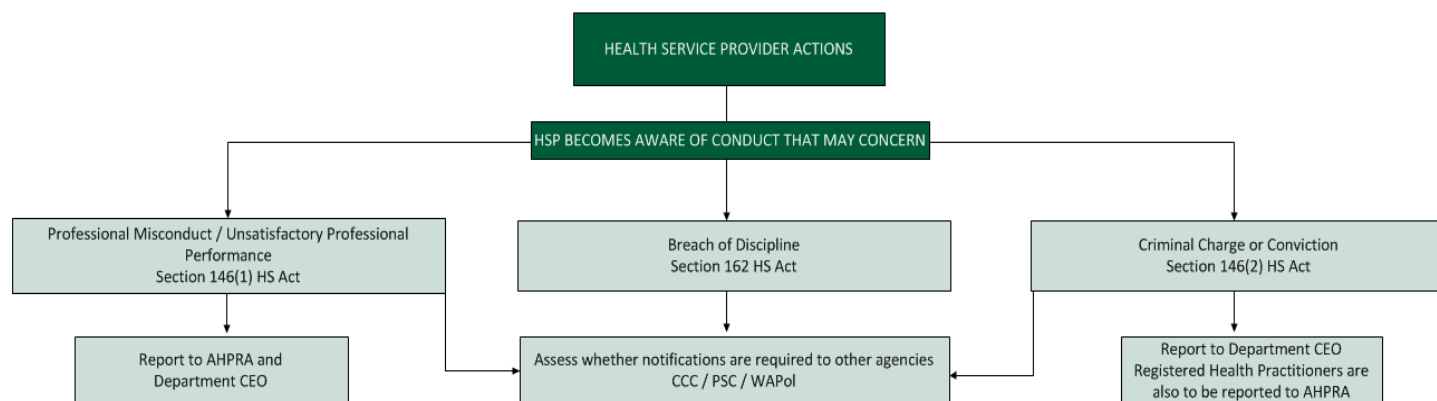 HEALTH SERVICE PROVIDER ACTIONS
HSP BECOMES AWARE OF CONDUCT THAT MAY CONCERN
Professional Misconduct / Unsatisfactory Professional
Performance
Section 146(1) HS Act
Breach of Discipline
Section 162 HS Act
Criminal Charge or Conviction
Section 146(2) HS Act
Report to AHPRA and
Department CEO
Assess whether notifications are required to other agencies
CCC / PSC / WAPol
Report to Department CEO
Registered Health Practitioners are
also to be reported to AHPRA